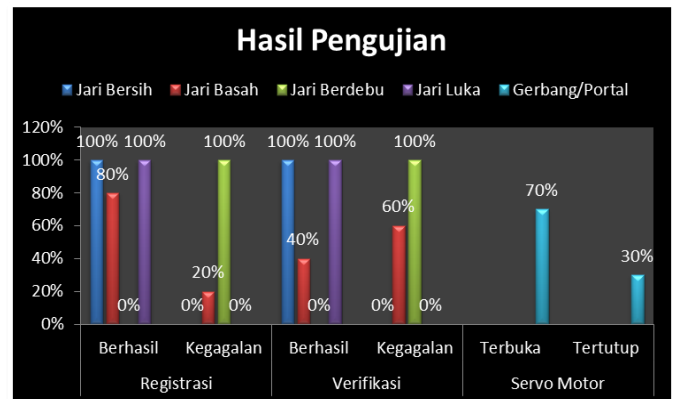 Hasil Pengujian
Jari Bersih Jari Basah Jari Berdebu Jari Luka Gerbang/Portal
120%
100% 100% 100% 100% 100% 100% 100%
80% 80%
70%
60% 60%
40% 40%
30%
20% 20%
0% 0% 0% 0% 0% 0% 0%
Berhasil Kegagalan Berhasil Kegagalan Terbuka Tertutup
Registrasi Verifikasi Servo Motor